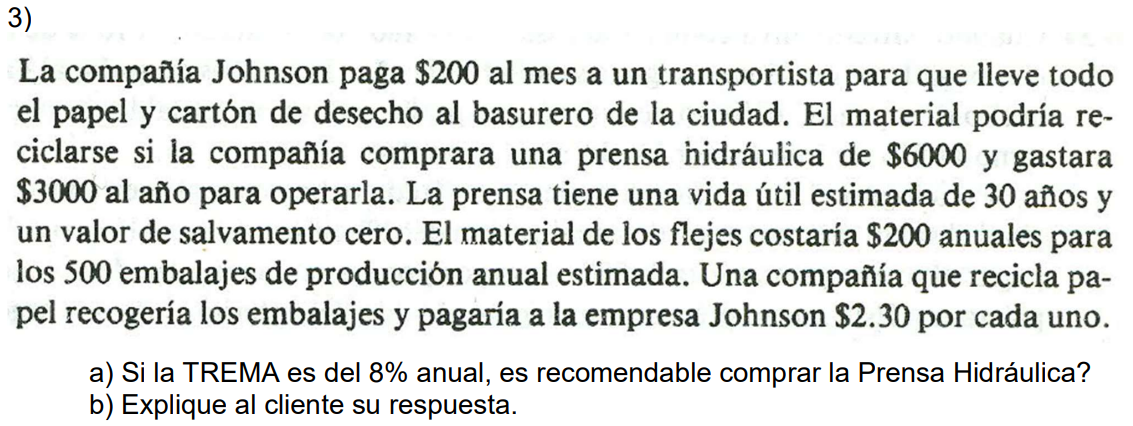 3)
La compañía Johnson paga $200 al mes a un transportista para que lleve todo
el papel y cartón de desecho al basurero de la ciudad. El material podría re-
ciclarse si la compañía comprara una prensa hidráulica de $6000 y gastara
$3000 al año para operarla. La prensa tiene una vida útil estimada de 30 años y
un valor de salvamento cero. El material de los flejes costaría $200 anuales para
los 500 embalajes de producción anual estimada. Una compañía que recicla pa-
pel recogería los embalajes y pagaría a la empresa Johnson $2.30 por cada uno.
a) Si la TREMA es del 8% anual, es recomendable comprar la Prensa Hidráulica?
b) Explique al cliente su respuesta.